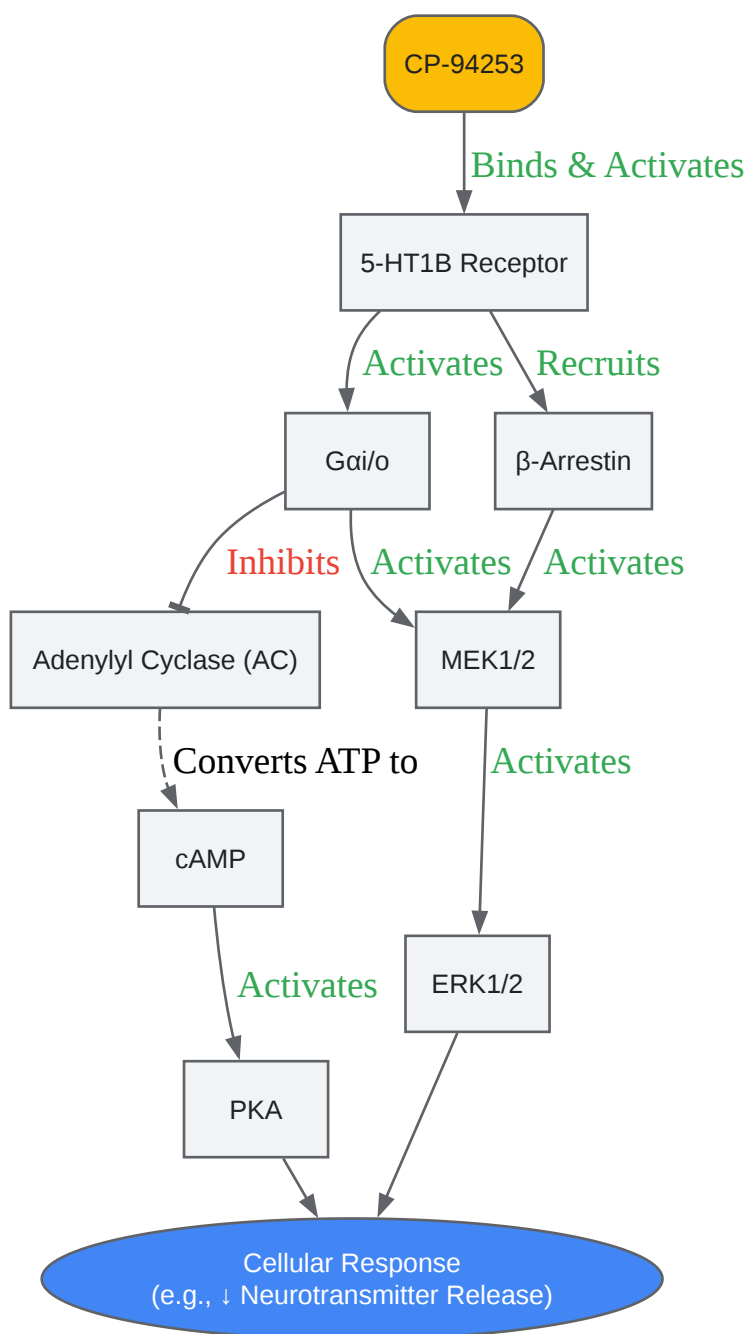 CP-94253
Binds & Activates
5-HT1B Receptor
Activates
Recruits
Gαi/o
β-Arrestin
Inhibits
Activates
Activates
Adenylyl Cyclase (AC)
MEK1/2
Converts ATP to
Activates
cAMP
Activates
ERK1/2
PKA
Cellular Response
(e.g., ↓ Neurotransmitter Release)